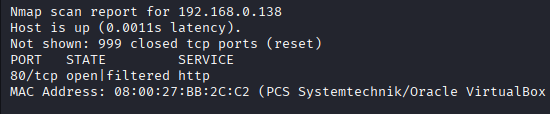 Nmap scan report for 192.168.0.138
Host is up (0.0011s latency).
Not shown: 999 closed tcp ports (reset)
PORT   STATE         SERVICE
80/tcp open|filtered http
MAC Address: 08:00:27:BB:2C:C2 (PCS Systemtechnik/Oracle VirtualBox